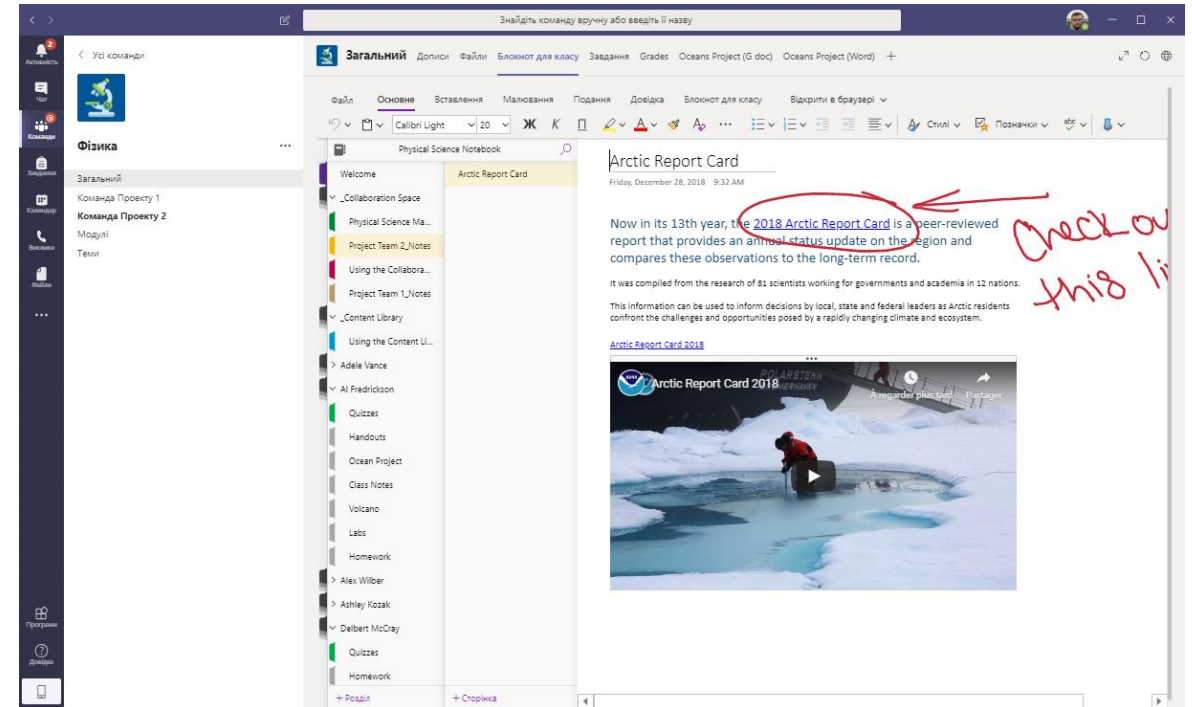 Знайдіть команду вручну або введіть її назву
2
Активність
Чат
Команди
Завдання
Календар
Виклики
Файли
Програми
Довідка
Усі команди
Фізика
Загальний
Команда Проекту 1
Команда Проекту 2
Модулі
Теми
Загальний Дописи Файли Блокнот для класу Завдання Grades Oceans Project (G doc) Oceans Project (Word)
Файл Основне Вставлення Малювання Подання Довідка Блокнот для класу Відкрити в браузері
Calibri Light 20 Ж К П Стилі Позначки
Physical Science Notebook
Welcome
_Collaboration Space
Physical Science Ma...
Project Team 2_Notes
Using the Collabora...
Project Team 1_Notes
_Content Library
Using the Content Li...
Adele Vance
Al Fredrickson
Quizzes
Handouts
Ocean Project
Class Notes
Volcano
Labs
Homework
Alex Wilber
Ashley Kozak
Delbert McCray
Quizzes
Homework
+ Розділ
Arctic Report Card
+ Сторінка
Arctic Report Card
Friday, December 28, 2018 9:32 AM
Now in its 13th year, the 2018 Arctic Report Card is a peer-reviewed
report that provides an annual status update on the region and
compares these observations to the long-term record.
Check ou
this li
It was compiled from the research of 81 scientists working for governments and academia in 12 nations.
This information can be used to inform decisions by local, state and federal leaders as Arctic residents
confront the challenges and opportunities posed by a rapidly changing climate and ecosystem.
Arctic Report Card 2018
Arctic Report Card 2018
POLARSTERN
À regarder plus tard Partager